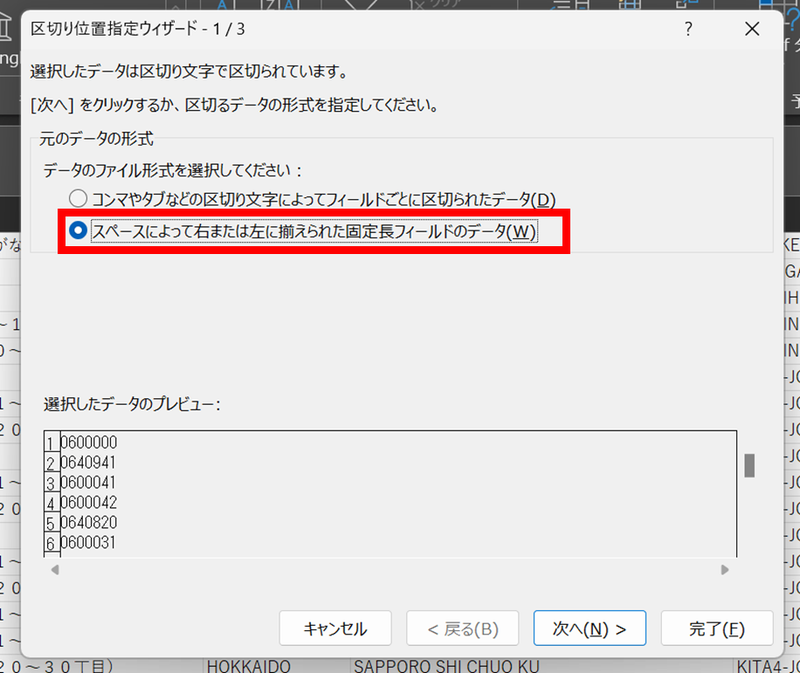 区切り位置指定ウィザード - 1 / 3
?
選択したデータは区切り文字で区切られています。
[次へ] をクリックするか、区切るデータの形式を指定してください。
元のデータの形式
データのファイル形式を選択してください：
コンマやタブなどの区切り文字によってフィールドごとに区切られたデータ(D)
スペースによって右または左に揃えられた固定長フィールドのデータ(W)
選択したデータのプレビュー:
1 0600000
2 0640941
3 0600041
4 0600042
5 0640820
6 0600031
キャンセル
< 戻る(B)
次へ(N) >
完了(F)
２０～３０丁目） HOKKAIDO SAPPORO SHI CHUO KU KITA4-JO